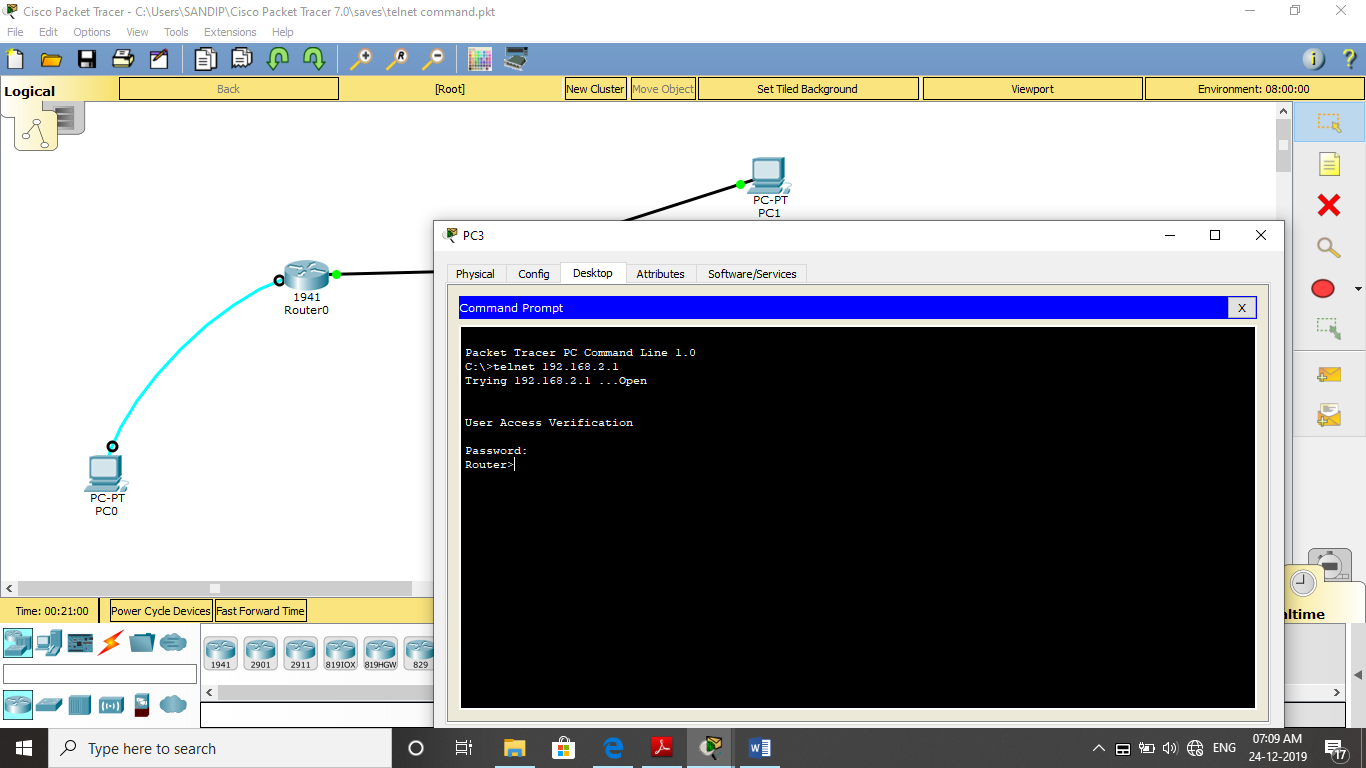 Cisco Packet Tracer - C:\Users\SANDIP\Cisco Packet Tracer 7.0\saves\telnet command.pkt
File Edit Options View Tools Extensions Help
Logical
Back
[Root]
New Cluster
Move Object
Set Tiled Background
Viewport
Environment: 08:00:00
PC-PT
PC1
1941
Router0
PC-PT
PC0
PC3
Physical Config Desktop Attributes Software/Services
Command Prompt
X
Packet Tracer PC Command Line 1.0
C:\>telnet 192.168.2.1
Trying 192.168.2.1 ...Open
User Access Verification
Password:
Router>
Time: 00:21:00
Power Cycle Devices
Fast Forward Time
ltime
1941 2901 2911 819IOX 819HGW 829
Type here to search
ENG
07:09 AM
24-12-2019
17